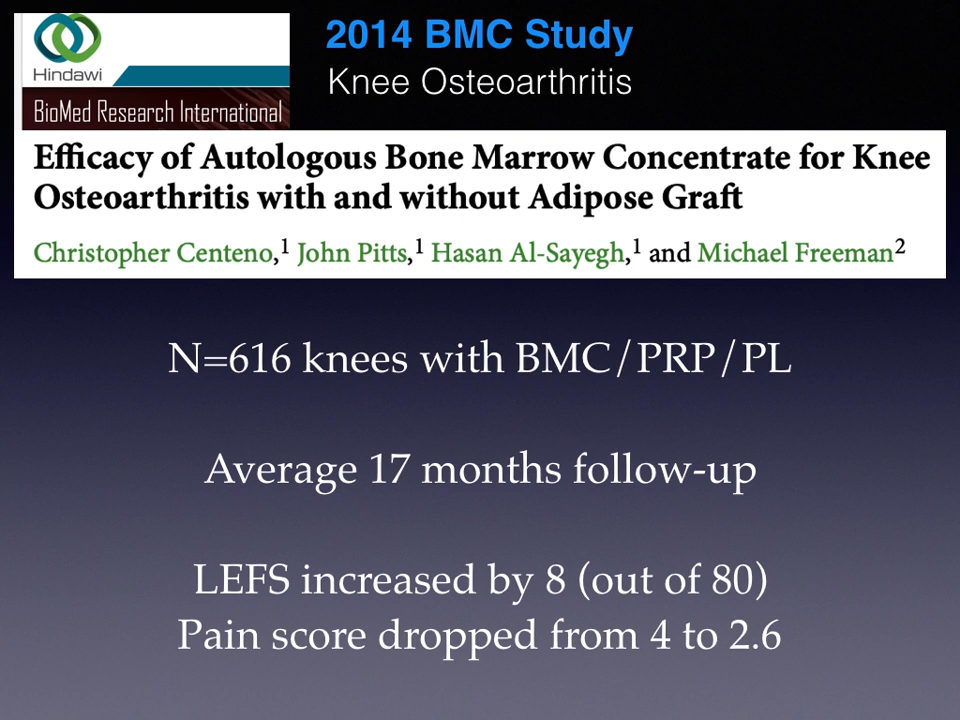 2014 BMC Study
Knee Osteoarthritis
Hindawi
BioMed Research International
Efficacy of Autologous Bone Marrow Concentrate for Knee
Osteoarthritis with and without Adipose Graft
Christopher Centeno,¹ John Pitts,¹ Hasan Al-Sayegh,¹ and Michael Freeman²
N=616 knees with BMC/PRP/PL
Average 17 months follow-up
LEFS increased by 8 (out of 80)
Pain score dropped from 4 to 2.6